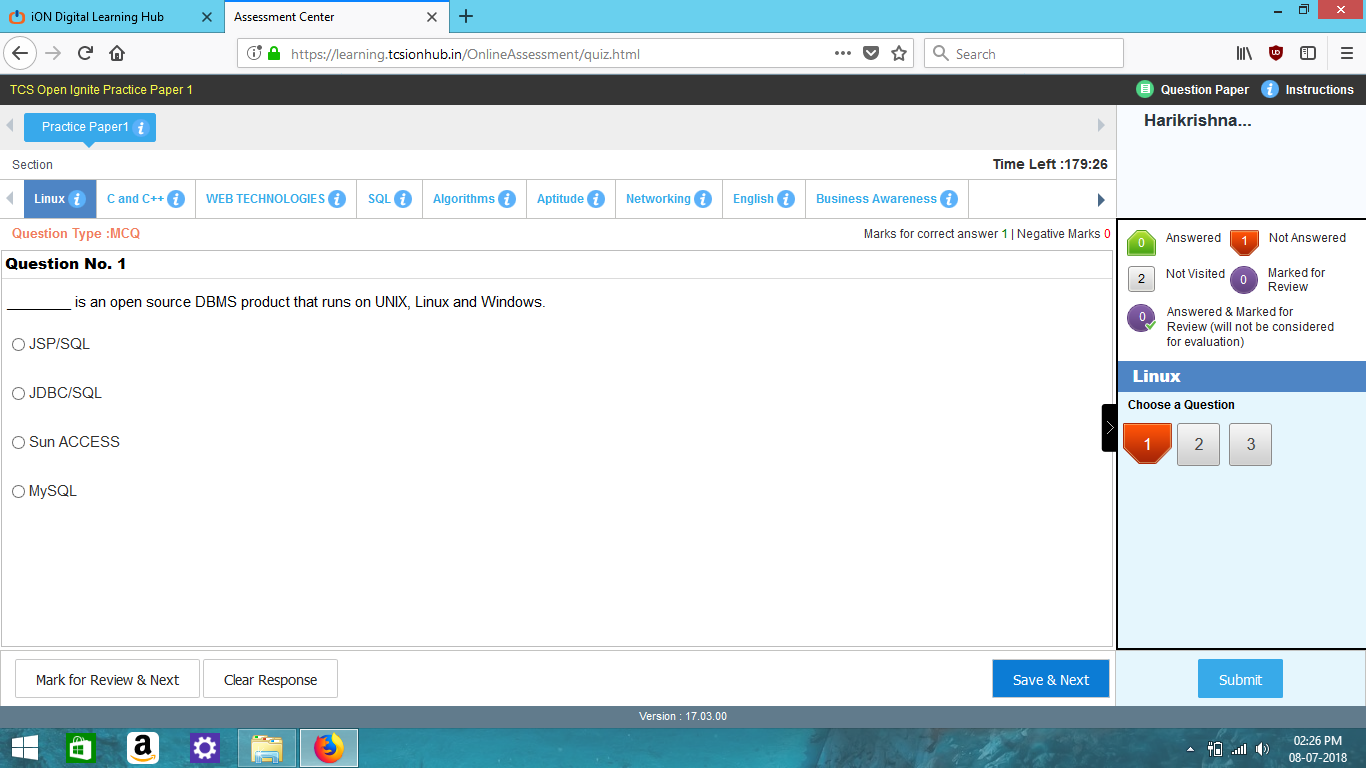 iON Digital Learning Hub
Assessment Center
https://learning.tcsionhub.in/OnlineAssessment/quiz.html
Search
TCS Open Ignite Practice Paper 1
Question Paper
Instructions
Practice Paper1
Harikrishna...
Section
Time Left :179:26
Linux
C and C++
WEB TECHNOLOGIES
SQL
Algorithms
Aptitude
Networking
English
Business Awareness
Question Type :MCQ
Marks for correct answer 1 | Negative Marks 0
Question No. 1
________ is an open source DBMS product that runs on UNIX, Linux and Windows.
JSP/SQL
JDBC/SQL
Sun ACCESS
MySQL
0 Answered
1 Not Answered
2 Not Visited
0 Marked for
Review
0 Answered & Marked for
Review (will not be considered
for evaluation)
Linux
Choose a Question
1 2 3
Mark for Review & Next
Clear Response
Save & Next
Submit
Version : 17.03.00
02:26 PM
08-07-2018